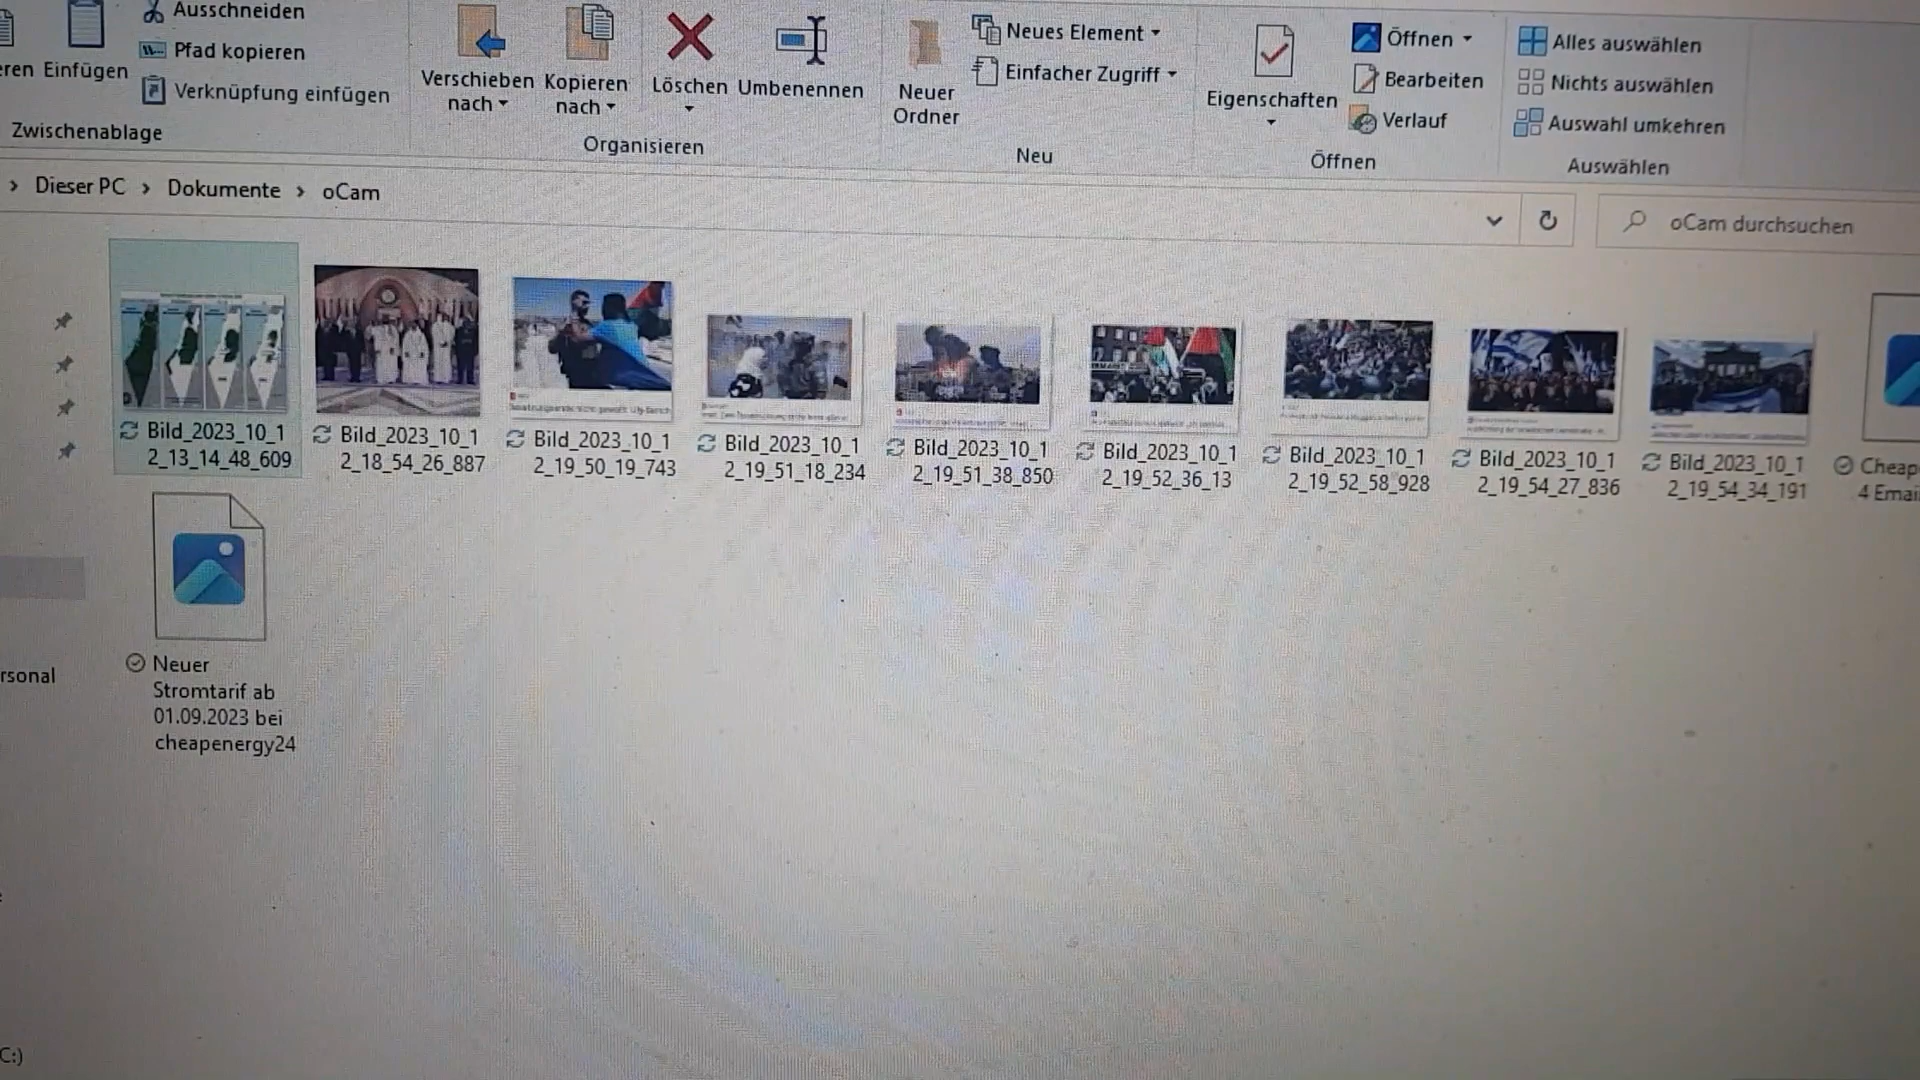 Ausschneiden
Pfad kopieren
Verknüpfung einfügen
Einfügen
Zwischenablage
Verschieben
nach
Kopieren
nach
Löschen
Umbenennen
Organisieren
Neuer
Ordner
Neues Element
Einfacher Zugriff
Neu
Eigenschaften
Öffnen
Bearbeiten
Verlauf
Öffnen
Alles auswählen
Nichts auswählen
Auswahl umkehren
Auswählen
Dieser PC > Dokumente > oCam
oCam durchsuchen
Bild_2023_10_1
2_13_14_48_609
Bild_2023_10_1
2_18_54_26_887
Bild_2023_10_1
2_19_50_19_743
Bild_2023_10_1
2_19_51_18_234
Bild_2023_10_1
2_19_51_38_850
Bild_2023_10_1
2_19_52_36_13
Bild_2023_10_1
2_19_52_58_928
Bild_2023_10_1
2_19_54_27_836
Bild_2023_10_1
2_19_54_34_191
Cheap
4 Emai
Neuer
Stromtarif ab
01.09.2023 bei
cheapenergy24
rsonal
C:)